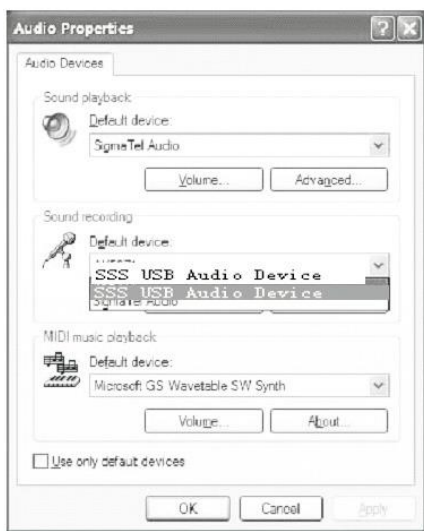 Audio Properties
Audio Devices
Sound playback
Default device:
SigmaTel Audio
Volume...
Advanced...
Sound recording
Default device:
SSS USB Audio Device
SSS USB Audio Device
SigmaTel Audio
MIDI music playback
Default device:
Microsoft GS Wavetable SW Synth
Volume...
About...
Use only default devices
OK
Cancel
Apply